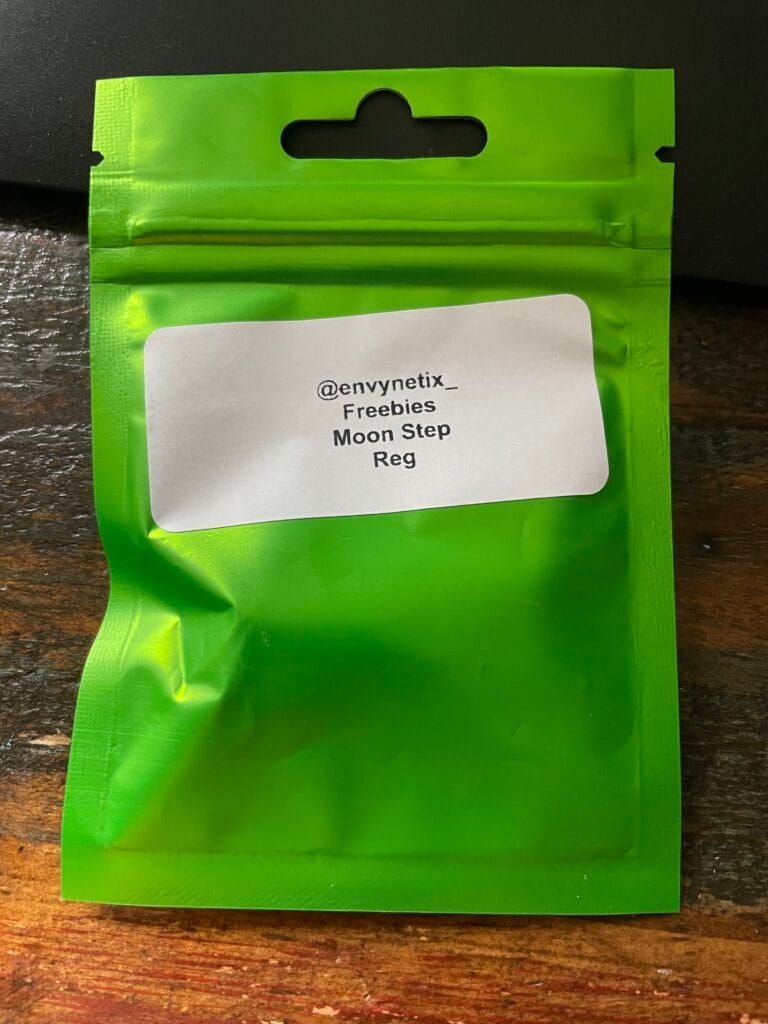 @envynetix_
Freebies
Moon Step
Reg